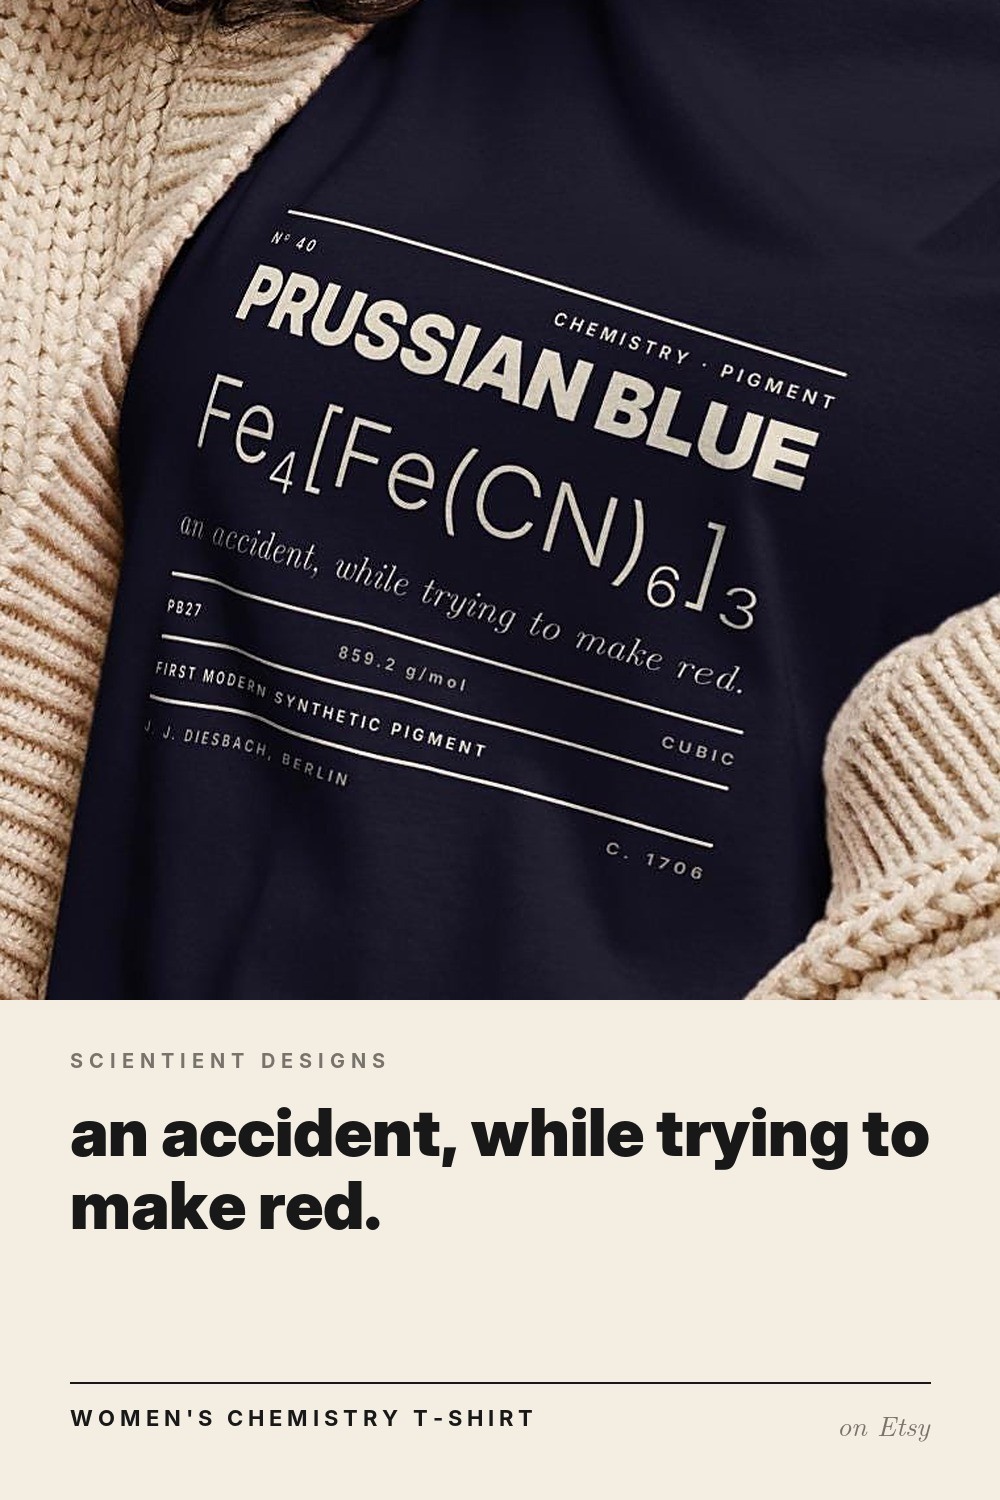 Nº 40
CHEMISTRY · PIGMENT
PRUSSIAN BLUE
Fe₄[Fe(CN)₆]₃
an accident, while trying to make red.
PB27
859.2 g/mol
CUBIC
FIRST MODERN SYNTHETIC PIGMENT
J. J. DIESBACH, BERLIN
C. 1706
SCIENTIENT DESIGNS
an accident, while trying to
make red.
WOMEN'S CHEMISTRY T-SHIRT
on Etsy